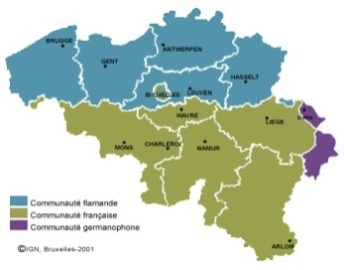 BRUGGE
ANTWERPEN
GENT
HASSELT
LEUVEN
WAVRE
LIEGE
MONS
CHARLEROI
NAMUR
ARLON
Communauté flamande
Communauté française
Communauté germanophone
©IGN, Bruxelles-2001